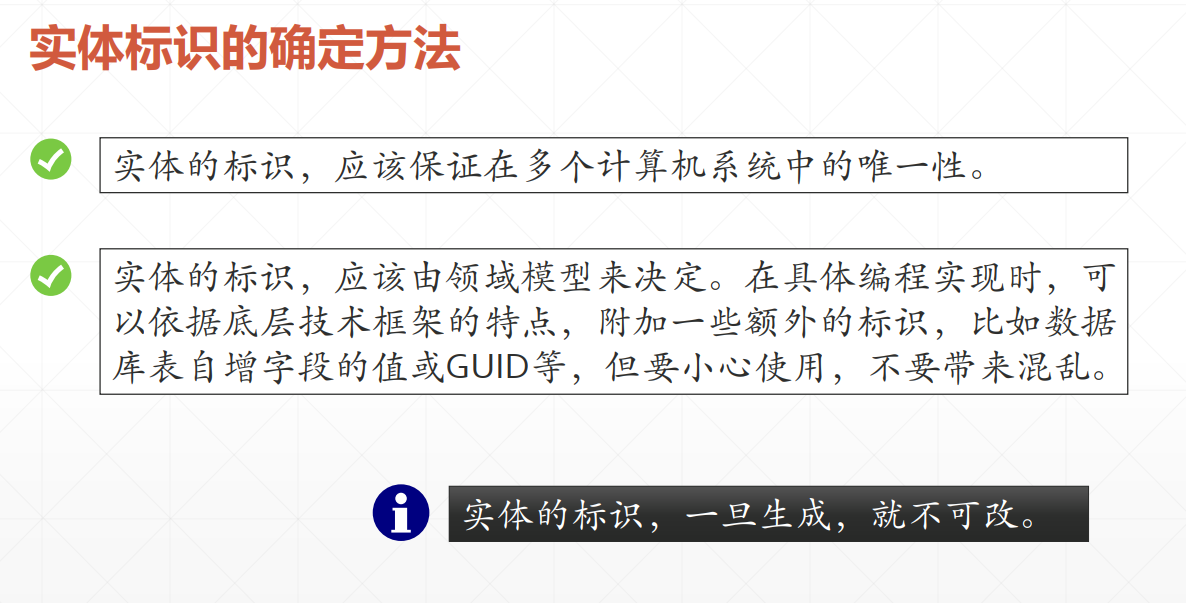 实体标识的确定方法
实体的标识，应该保证在多个计算机系统中的唯一性。
实体的标识，应该由领域模型来决定。在具体编程实现时，可
以依据底层技术框架的特点，附加一些额外的标识，比如数据
库表自增字段的值或GUID等，但要小心使用，不要带来混乱。
实体的标识，一旦生成，就不可改。